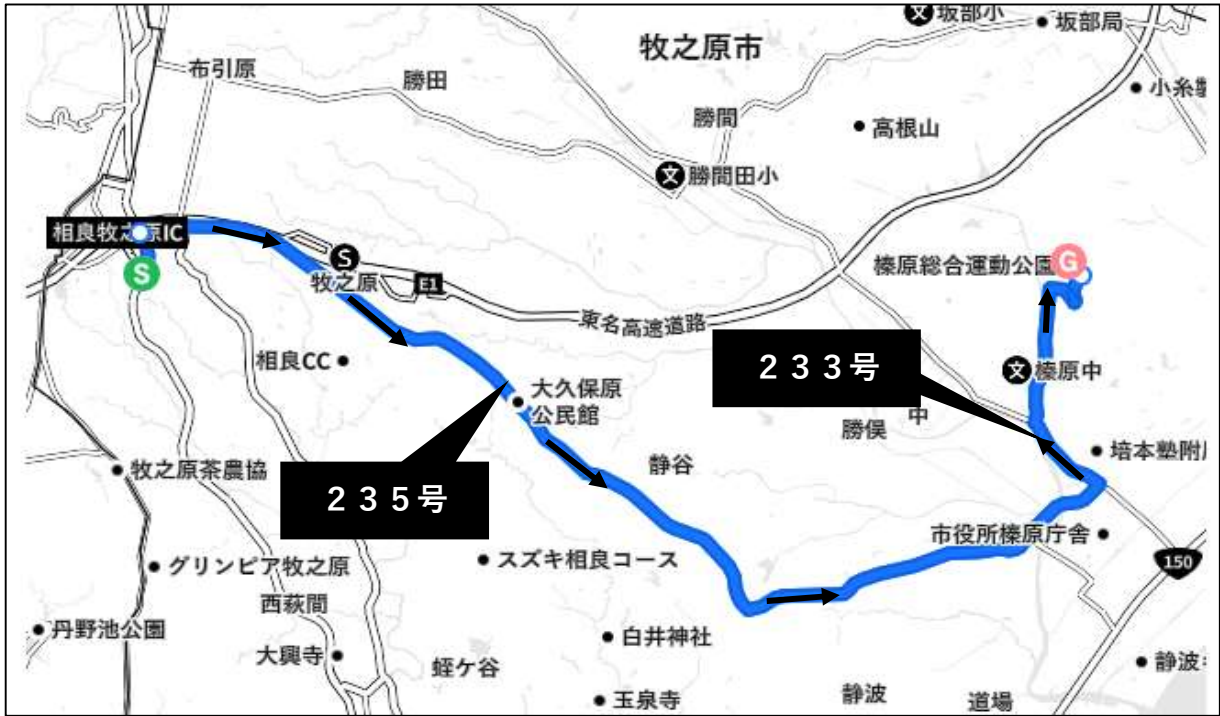 坂部小
坂部局
牧之原市
布引原
勝田
小糸製
勝間
高根山
勝間田小
相良牧之原IC
S
S
牧之原
E1
榛原総合運動公園
G
東名高速道路
相良CC
233号
榛原中
大久保原
公民館
中
勝俣
培本塾附属
静谷
牧之原茶農協
235号
市役所榛原庁舎
スズキ相良コース
グリンピア牧之原
150
西萩間
丹野池公園
白井神社
大興寺
蛭ケ谷
静波
玉泉寺
静波
道場